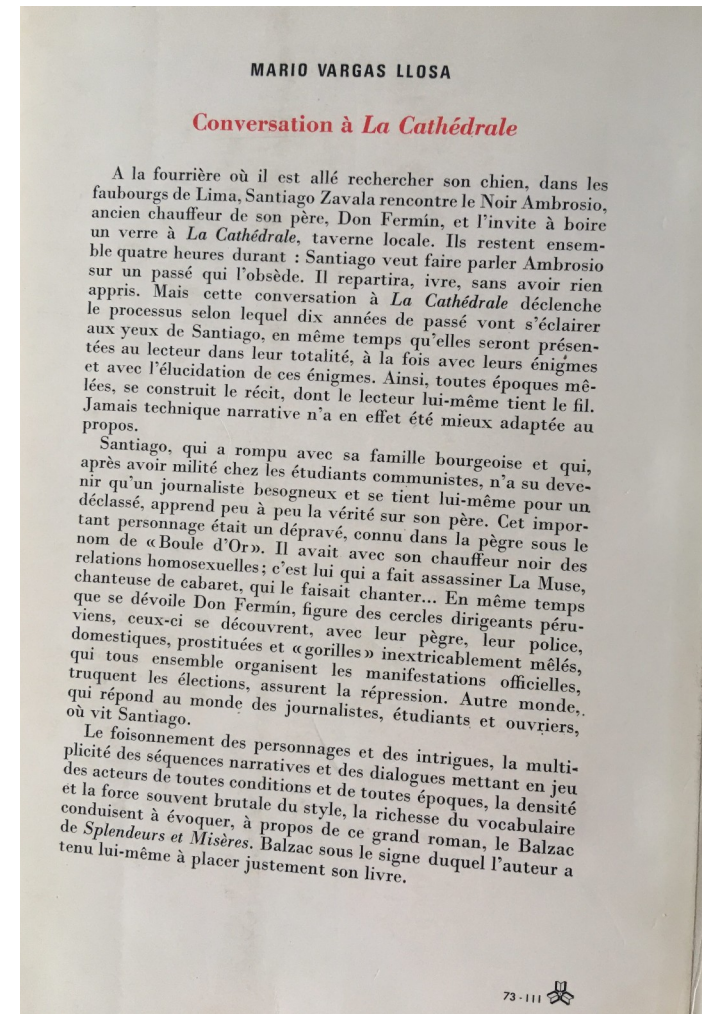 MARIO VARGAS LLOSA
Conversation à La Cathédrale
A la fourrière où il est allé rechercher son chien, dans les
faubourgs de Lima, Santiago Zavala rencontre le Noir Ambrosio,
ancien chauffeur de son père, Don Fermín, et l'invite à boire
un verre à La Cathédrale, taverne locale. Ils restent ensem-
ble quatre heures durant : Santiago veut faire parler Ambrosio
sur un passé qui l'obsède. Il repartira, ivre, sans avoir rien
appris. Mais cette conversation à La Cathédrale déclenche
le processus selon lequel dix années de passé vont s'éclairer
aux yeux de Santiago, en même temps qu'elles seront présen-
tées au lecteur dans leur totalité, à la fois avec leurs énigmes
et avec l'élucidation de ces énigmes. Ainsi, toutes époques mê-
lées, se construit le récit, dont le lecteur lui-même tient le fil.
Jamais technique narrative n'a en effet été mieux adaptée au
propos.
Santiago, qui a rompu avec sa famille bourgeoise et qui,
après avoir milité chez les étudiants communistes, n'a su deve-
nir qu'un journaliste besogneux et se tient lui-même pour un
déclassé, apprend peu à peu la vérité sur son père. Cet impor-
tant personnage était un dépravé, connu dans la pègre sous le
nom de « Boule d'Or ». Il avait avec son chauffeur noir des
relations homosexuelles ; c'est lui qui a fait assassiner La Muse,
chanteuse de cabaret, qui le faisait chanter... En même temps
que se dévoile Don Fermín, figure des cercles dirigeants péru-
viens, ceux-ci se découvrent, avec leur pègre, leur police,
domestiques, prostituées et « gorilles » inextricablement mêlés,
qui tous ensemble organisent les manifestations officielles,
truquent les élections, assurent la répression. Autre monde,
qui répond au monde des journalistes, étudiants et ouvriers,
où vit Santiago.
Le foisonnement des personnages et des intrigues, la multi-
plicité des séquences narratives et des dialogues mettant en jeu
des acteurs de toutes conditions et de toutes époques, la densité
et la force souvent brutale du style, la richesse du vocabulaire
conduisent à évoquer, à propos de ce grand roman, le Balzac
de Splendeurs et Misères. Balzac sous le signe duquel l'auteur a
tenu lui-même à placer justement son livre.
73-III